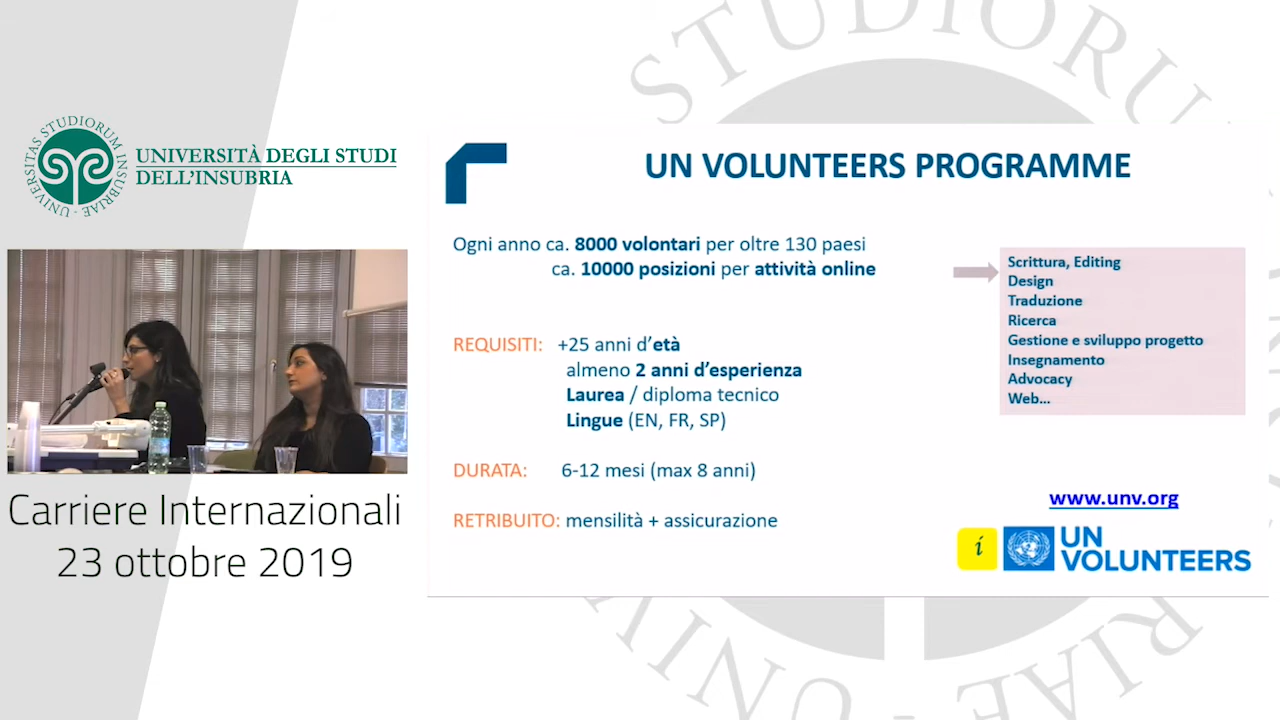 UNIVERSITAS STUDIORUM INSUBRIAE
UNIVERSITÀ DEGLI STUDI
DELL'INSUBRIA
Carriere Internazionali
23 ottobre 2019
UN VOLUNTEERS PROGRAMME
Ogni anno ca. 8000 volontari per oltre 130 paesi
ca. 10000 posizioni per attività online
Scrittura, Editing
Design
Traduzione
Ricerca
Gestione e sviluppo progetto
Insegnamento
Advocacy
Web...
REQUISITI: +25 anni d'età
almeno 2 anni d'esperienza
Laurea / diploma tecnico
Lingue (EN, FR, SP)
DURATA: 6-12 mesi (max 8 anni)
RETRIBUITO: mensilità + assicurazione
www.unv.org
i
UN
VOLUNTEERS
STUDIORUM
RIAE